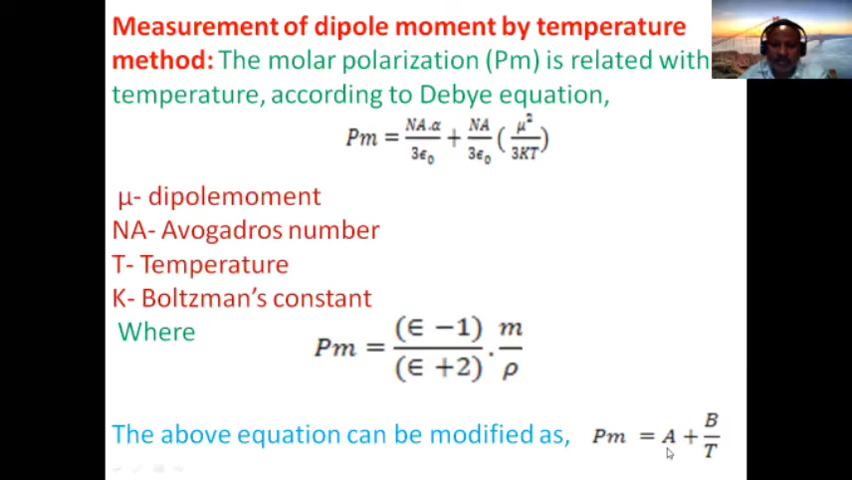 Measurement of dipole moment by temperature
method: The molar polarization (Pm) is related with
temperature, according to Debye equation,
Pm = NA.α/3ϵ₀ + NA/3ϵ₀ (μ²/3KT)
μ- dipolemoment
NA- Avogadros number
T- Temperature
K- Boltzman's constant
Where
Pm = (∈ −1)/(∈ +2) . m/ρ
The above equation can be modified as, Pm = A + B/T